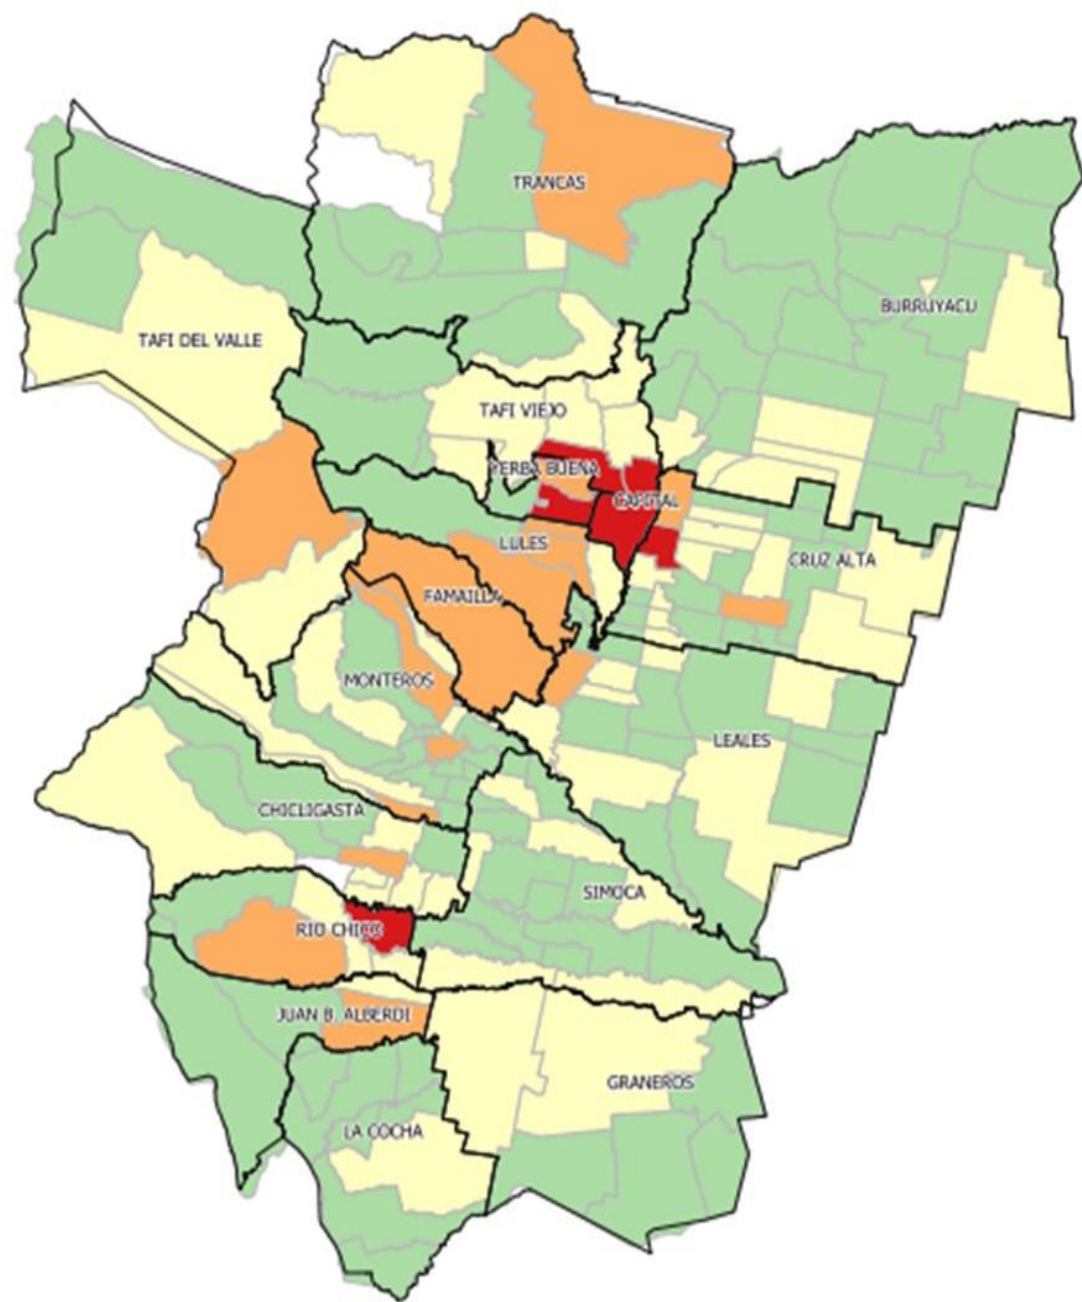 TRANCAS
BURRUYACU
TAFI DEL VALLE
TAFI VIEJO
YERBA BUENA
CAPITAL
LULES
CRUZ ALTA
FAMAILLA
MONTEROS
LEALES
CHICLIGASTA
SIMOCA
RIO CHICO
JUAN B. ALBERDI
GRANEROS
LA COCHA